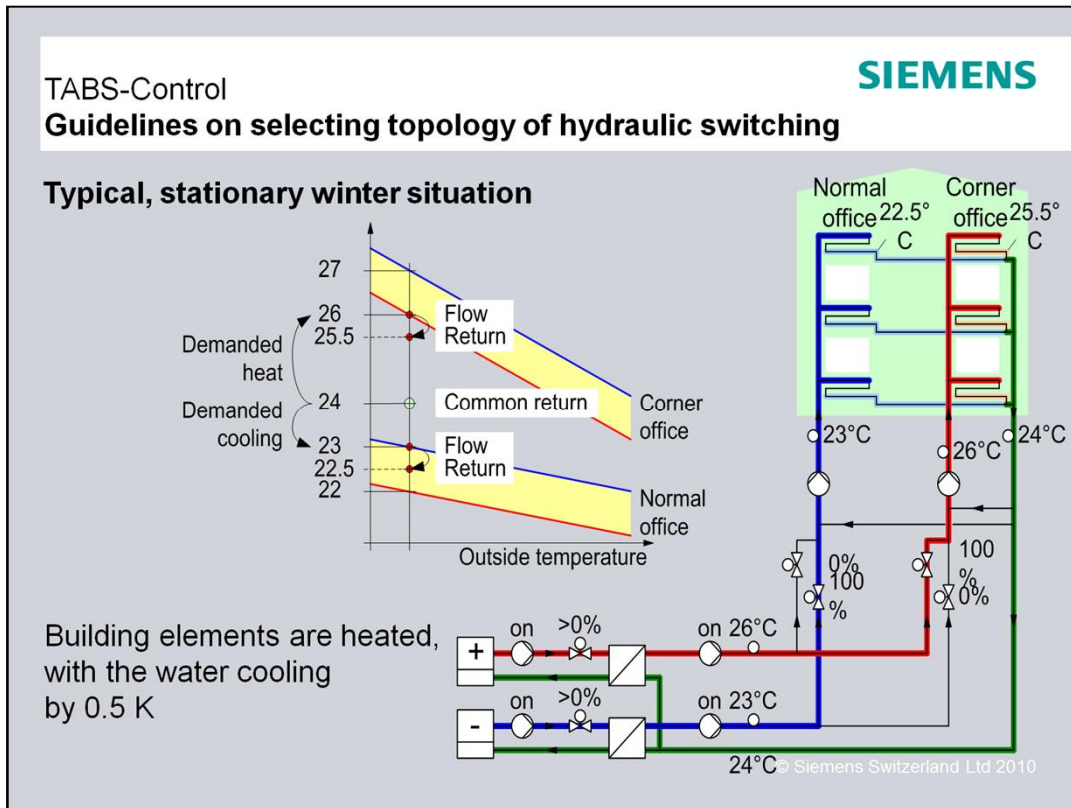 SIEMENS
TABS-Control
Guidelines on selecting topology of hydraulic switching
Typical, stationary winter situation
27
26
25.5
24
23
22.5
22
Demanded
heat
Demanded
cooling
Flow
Return
Common return
Flow
Return
Corner
office
Normal
office
Outside temperature
Normal
office 22.5°
C
Corner
office 25.5°
C
23°C
26°C
24°C
0%
100
%
100
%
0%
Building elements are heated,
with the water cooling
by 0.5 K
+
on
>0%
on
26°C
-
on
>0%
on
23°C
24°C
© Siemens Switzerland Ltd 2010